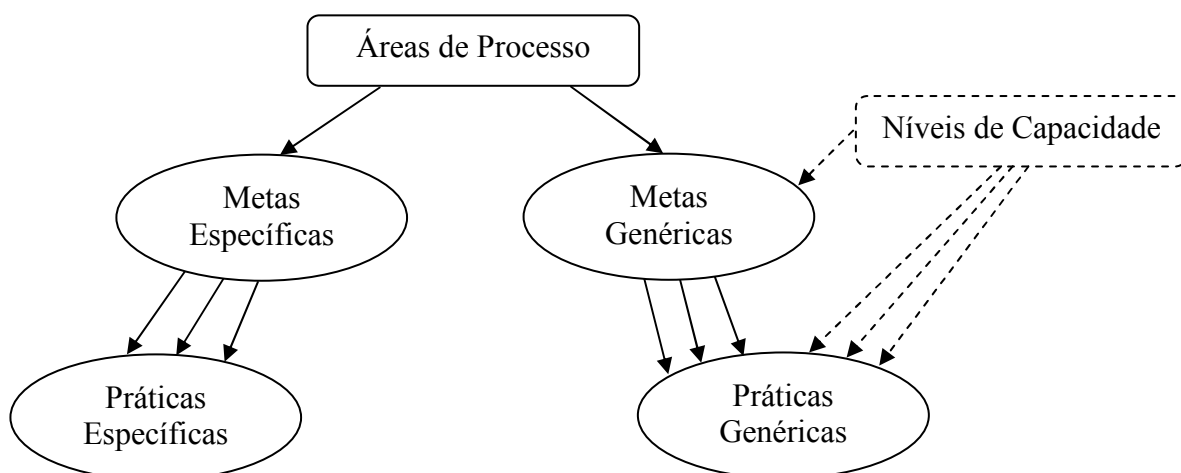 Áreas de Processo
Níveis de Capacidade
Metas
Específicas
Metas
Genéricas
Práticas
Específicas
Práticas
Genéricas